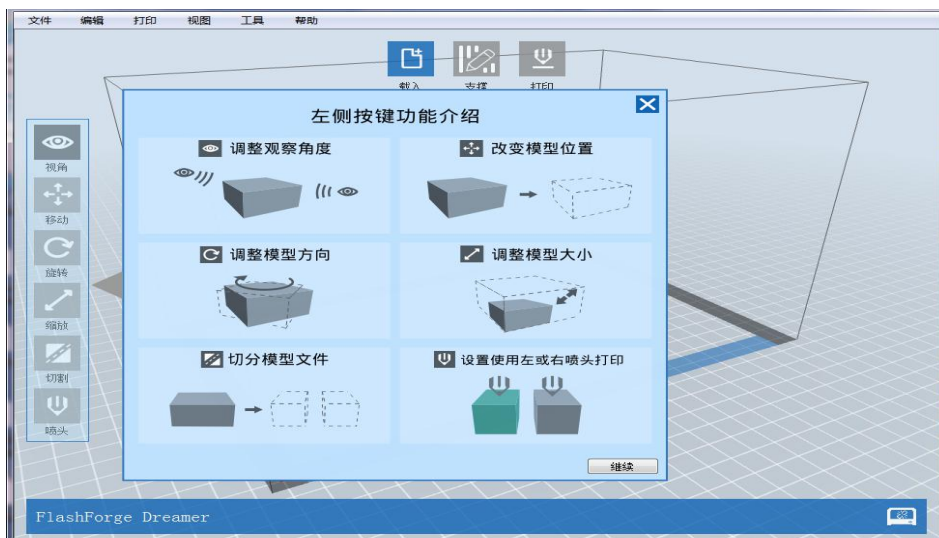 文件 编辑 打印 视图 工具 帮助
载入 支撑 打印
左侧按键功能介绍
调整观察角度
改变模型位置
调整模型方向
调整模型大小
切分模型文件
设置使用左或右喷头打印
视角
移动
旋转
缩放
切割
喷头
继续
FlashForge Dreamer